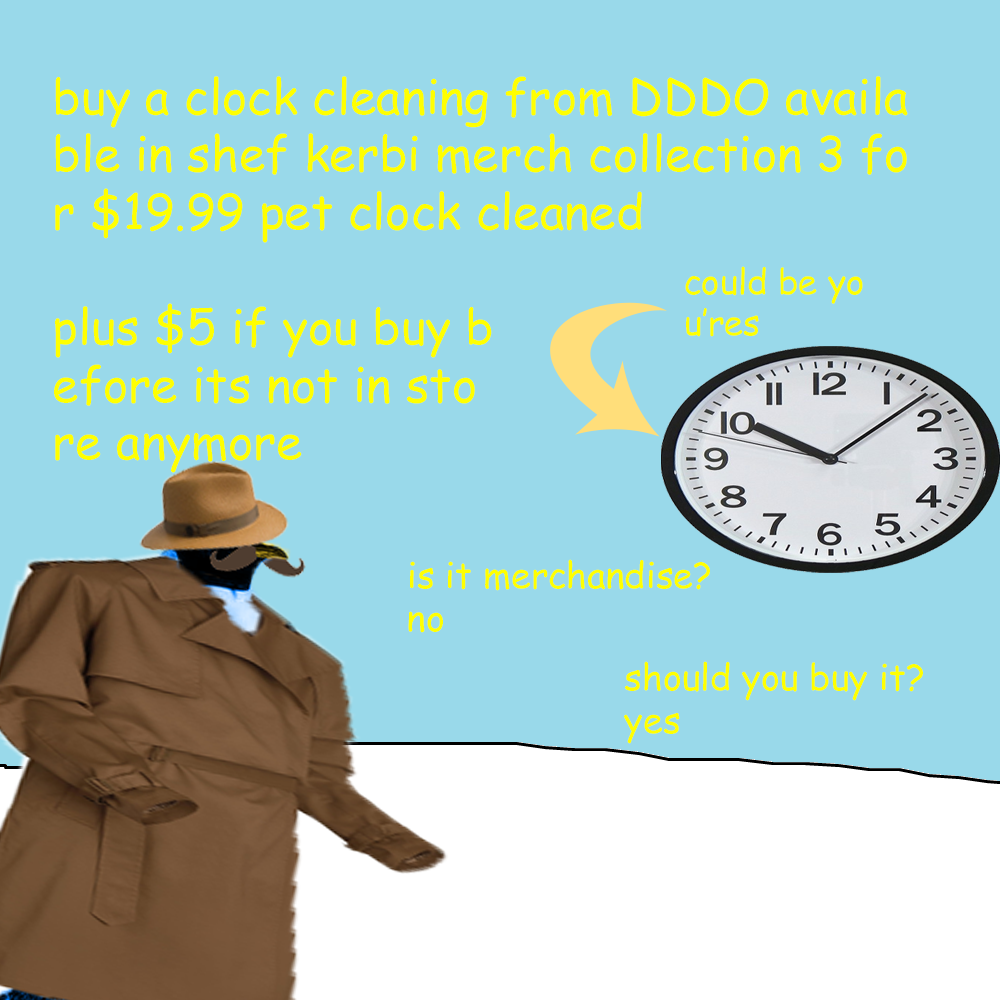 buy a clock cleaning from DDDO availa
ble in shef kerbi merch collection 3 fo
r $19.99 pet clock cleaned
plus $5 if you buy b
efore its not in sto
re anymore
could be yo
u'res
12
1
2
3
4
5
6
7
8
9
10
11
is it merchandise?
no
should you buy it?
yes